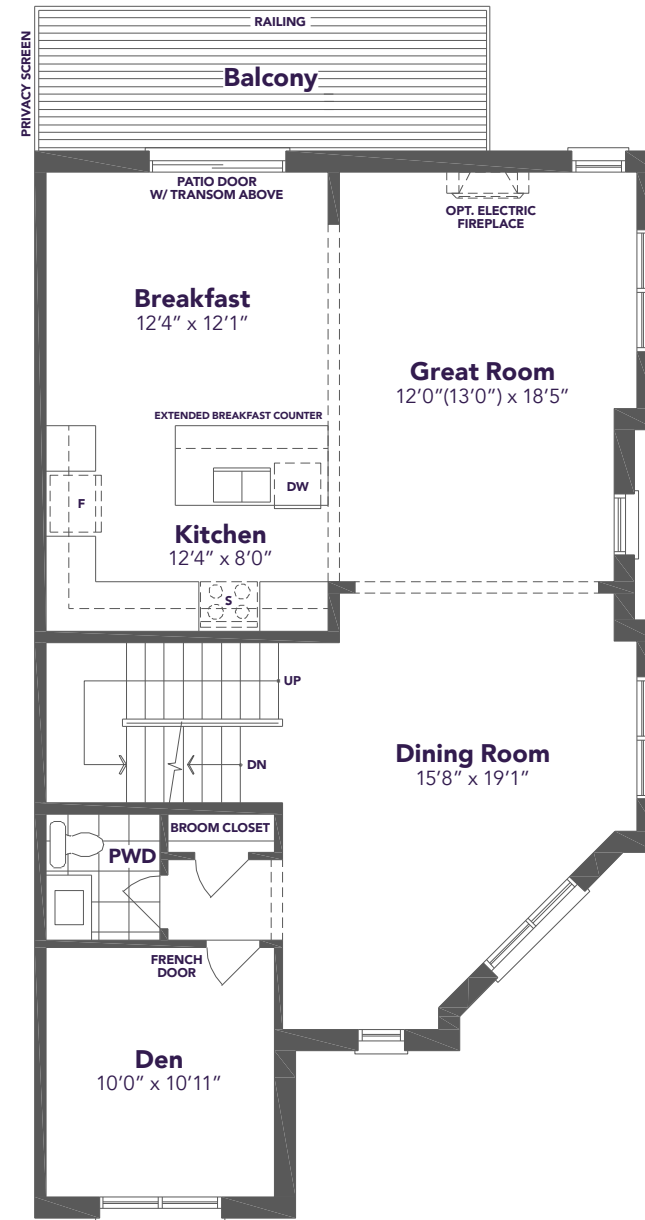 RAILING
PRIVACY SCREEN
Balcony
PATIO DOOR
W/ TRANSOM ABOVE
OPT. ELECTRIC
FIREPLACE
Breakfast
12'4" x 12'1"
Great Room
12'0"(13'0") x 18'5"
EXTENDED BREAKFAST COUNTER
F
DW
Kitchen
12'4" x 8'0"
S
UP
DN
Dining Room
15'8" x 19'1"
BROOM CLOSET
PWD
FRENCH
DOOR
Den
10'0" x 10'11"